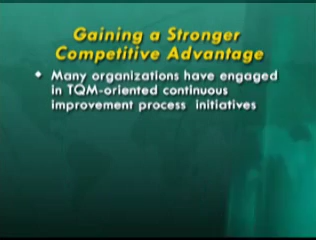 Gaining a Stronger
Competitive Advantage
• Many organizations have engaged
in TQM-oriented continuous
improvement process initiatives